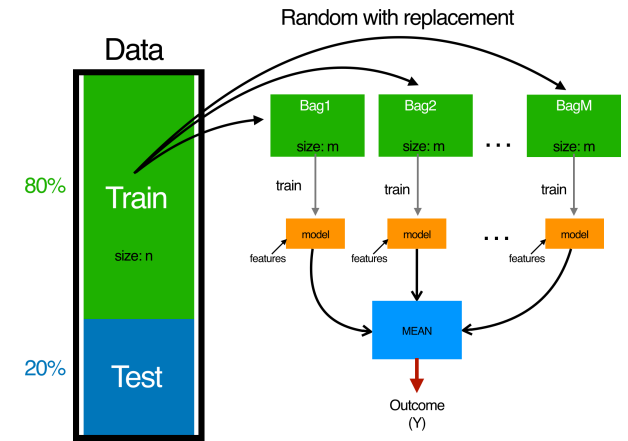 Random with replacement
Data
80%
Train
size: n
20%
Test
Bag1
size: m
Bag2
size: m
...
BagM
size: m
train
train
train
model
features
model
features
...
model
features
MEAN
Outcome
(Y)